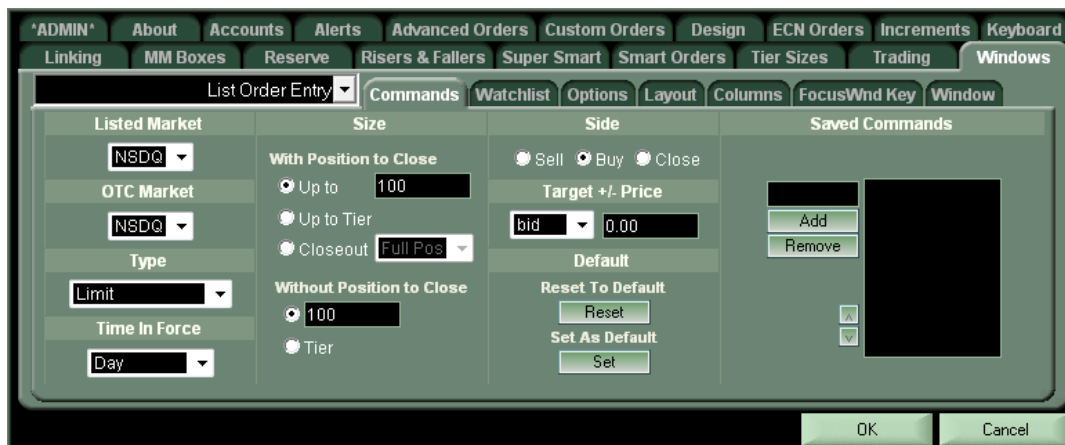 *ADMIN* About Accounts Alerts Advanced Orders Custom Orders Design ECN Orders Increments Keyboard
Linking MM Boxes Reserve Risers & Fallers Super Smart Smart Orders Tier Sizes Trading Windows
List Order Entry Commands Watchlist Options Layout Columns FocusWnd Key Window
Listed Market
NSDQ
OTC Market
NSDQ
Type
Limit
Time In Force
Day
Size
With Position to Close
Up to 100
Up to Tier
Closeout Full Pos
Without Position to Close
100
Tier
Side
Sell Buy Close
Target +/- Price
bid 0.00
Default
Reset To Default
Reset
Set As Default
Set
Saved Commands
Add
Remove
OK Cancel